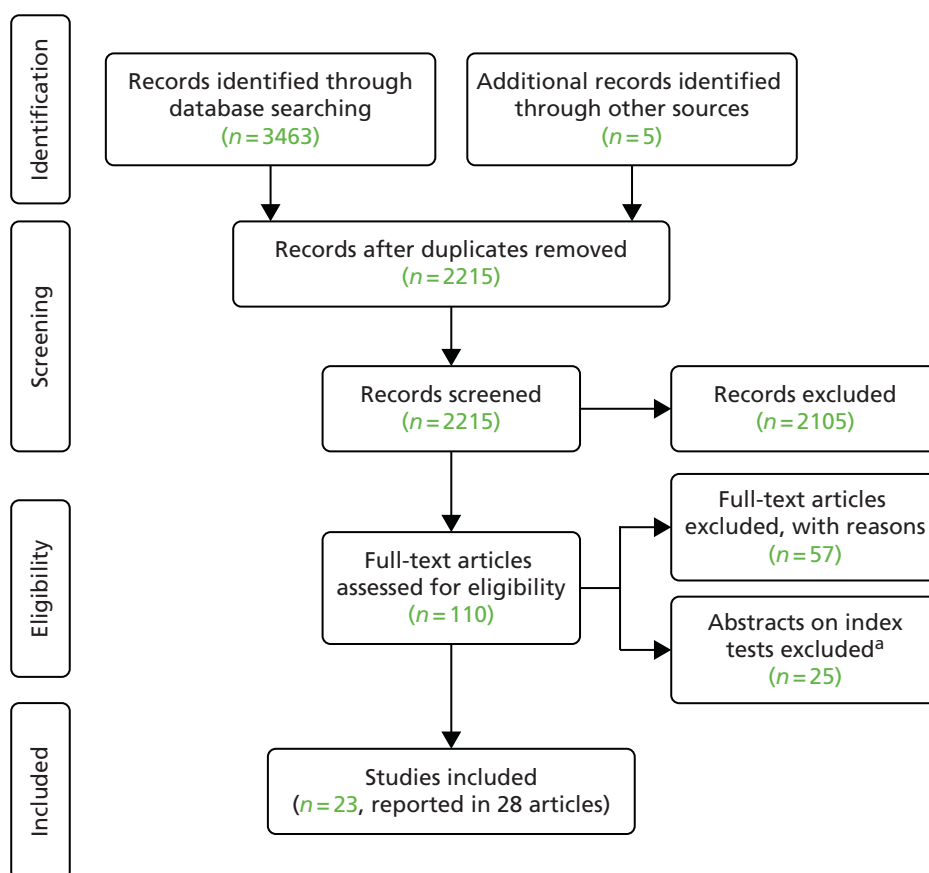 Identification
Records identified through
database searching
(n=3463)
Additional records identified
through other sources
(n=5)
Screening
Records after duplicates removed
(n=2215)
Records screened
(n=2215)
Records excluded
(n=2105)
Eligibility
Full-text articles
assessed for eligibility
(n=110)
Full-text articles
excluded, with reasons
(n=57)
Abstracts on index
tests excludedª
(n=25)
Included
Studies included
(n=23, reported in 28 articles)